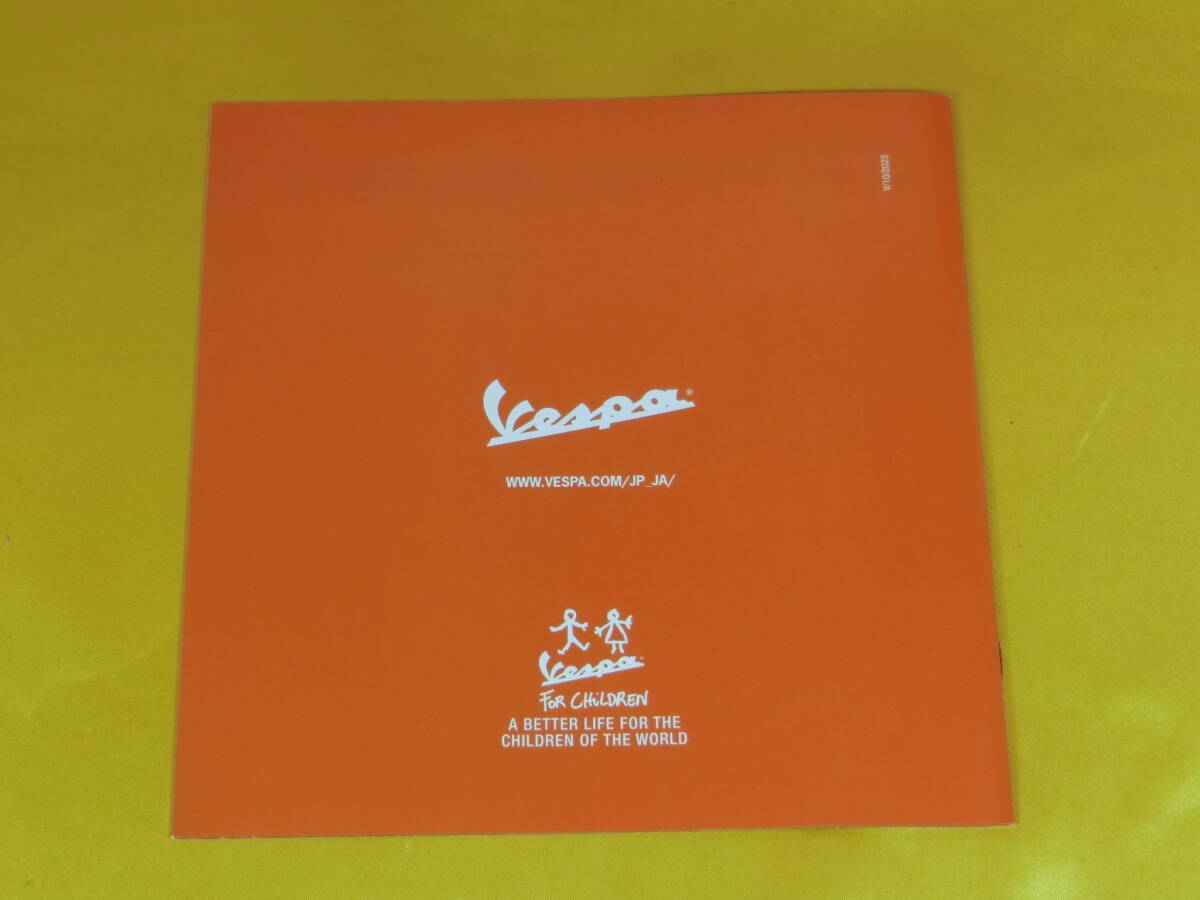 V/10/2023
Vespa®
WWW.VESPA.COM/JP_JA/
Vespa®
FOR CHiLDREN
A BETTER LIFE FOR THE
CHILDREN OF THE WORLD